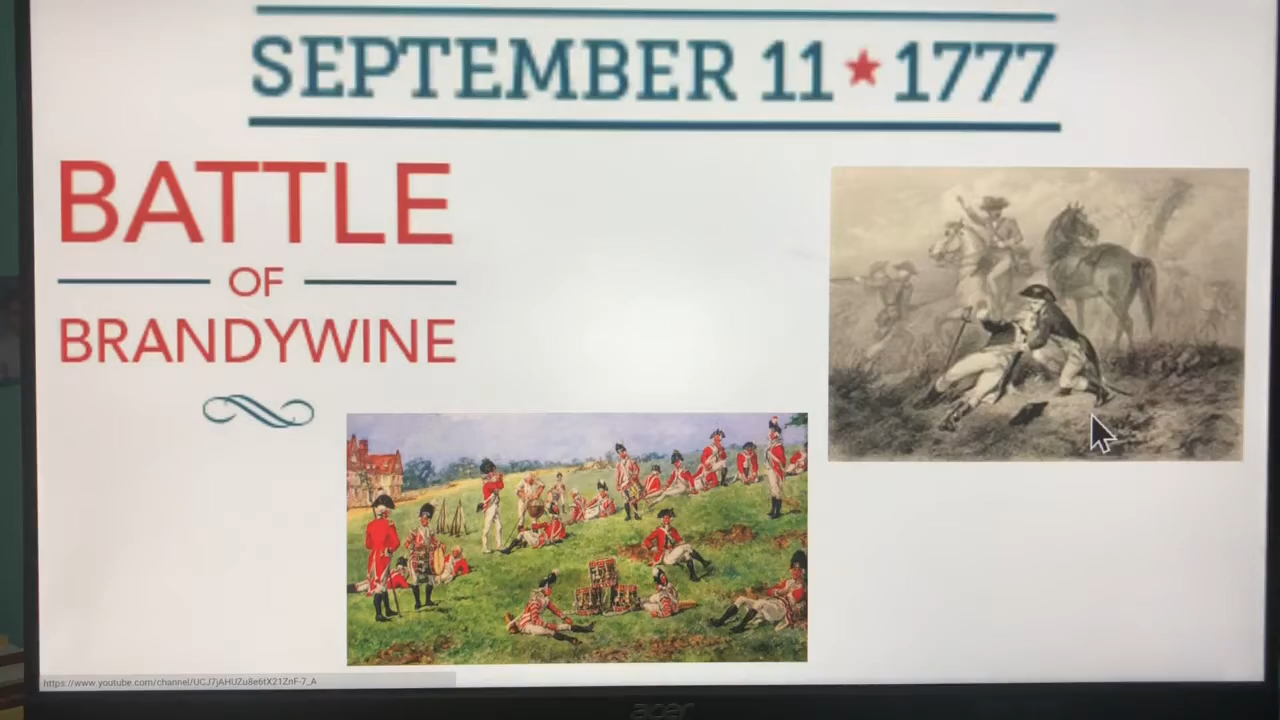 SEPTEMBER 11 ★ 1777
BATTLE
OF
BRANDYWINE
https://www.youtube.com/channel/UCJ7jAHUZu8e6tX21ZnF-7_A
acer